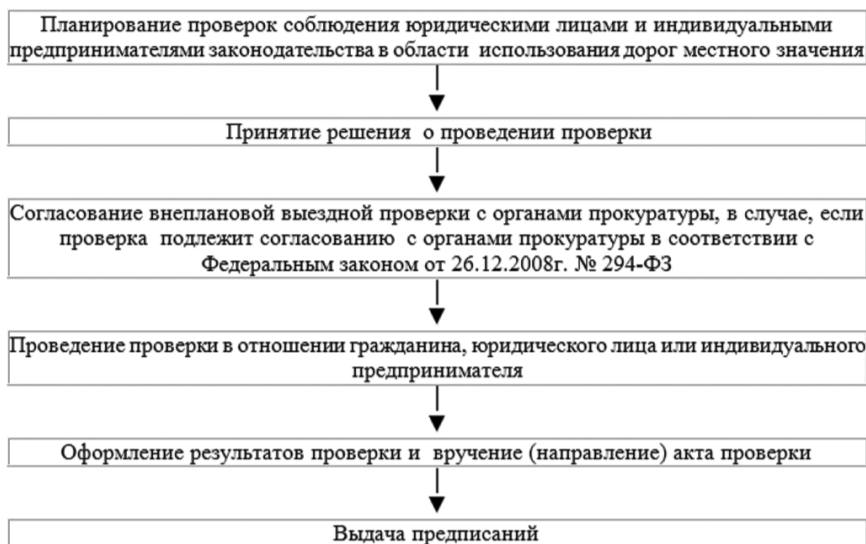 Планирование проверок соблюдения юридическими лицами и индивидуальными
предпринимателями законодательства в области использования дорог местного значения
Принятие решения о проведении проверки
Согласование внеплановой выездной проверки с органами прокуратуры, в случае, если
проверка подлежит согласованию с органами прокуратуры в соответствии с
Федеральным законом от 26.12.2008г. № 294-ФЗ
Проведение проверки в отношении гражданина, юридического лица или индивидуального
предпринимателя
Оформление результатов проверки и вручение (направление) акта проверки
Выдача предписаний